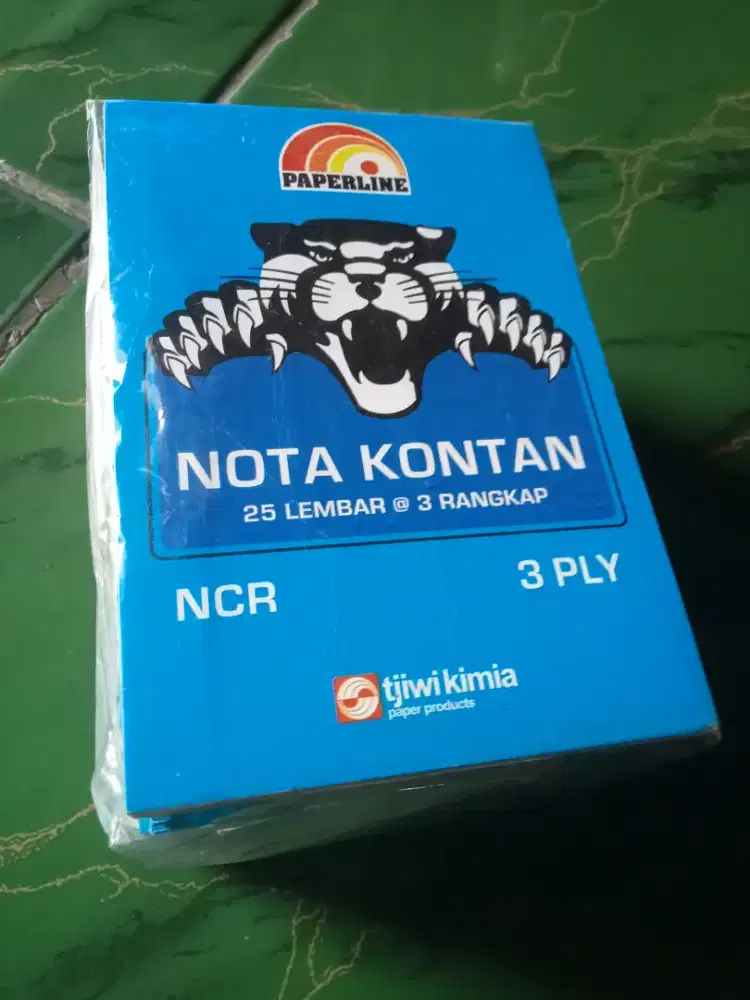 PAPERLINE
NOTA KONTAN
25 LEMBAR @ 3 RANGKAP
NCR
3 PLY
tjiwi kimia
paper products